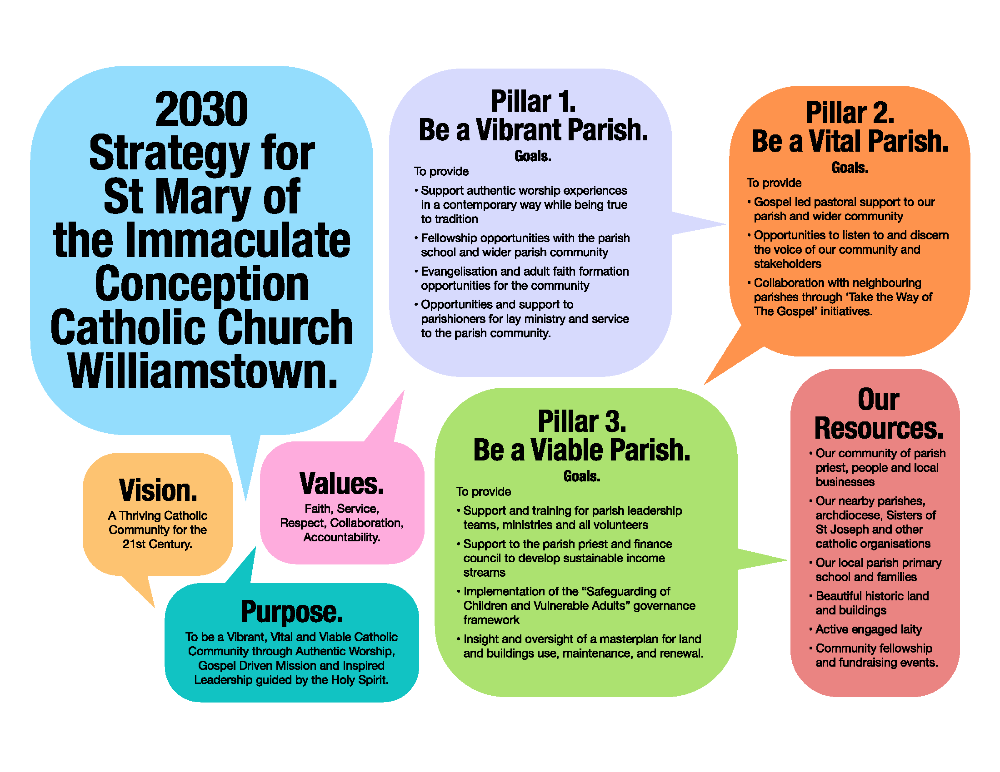 2030
Strategy for
St Mary of
the Immaculate
Conception
Catholic Church
Williamstown.
Vision.
A Thriving Catholic
Community for the
21st Century.
Purpose.
To be a Vibrant, Vital and Viable Catholic
Community through Authentic Worship,
Gospel Driven Mission and Inspired
Leadership guided by the Holy Spirit.
Values.
Faith, Service,
Respect, Collaboration,
Accountability.
Pillar 1.
Be a Vibrant Parish.
Goals.
To provide
• Support authentic worship experiences
in a contemporary way while being true
to tradition
• Fellowship opportunities with the parish
school and wider parish community
• Evangelisation and adult faith formation
opportunities for the community
• Opportunities and support to
parishioners for lay ministry and service
to the parish community.
Pillar 2.
Be a Vital Parish.
Goals.
To provide
• Gospel led pastoral support to our
parish and wider community
• Opportunities to listen to and discern
the voice of our community and
stakeholders
• Collaboration with neighbouring
parishes through ‘Take the Way of
The Gospel’ initiatives.
Pillar 3.
Be a Viable Parish.
Goals.
To provide
• Support and training for parish leadership
teams, ministries and all volunteers
• Support to the parish priest and finance
council to develop sustainable income
streams
• Implementation of the “Safeguarding of
Children and Vulnerable Adults” governance
framework
• Insight and oversight of a masterplan for land
and buildings use, maintenance, and renewal.
Our
Resources.
• Our community of parish
priest, people and local
businesses
• Our nearby parishes,
archdiocese, Sisters of
St Joseph and other
catholic organisations
• Our local parish primary
school and families
• Beautiful historic land
and buildings
• Active engaged laity
• Community fellowship
and fundraising events.